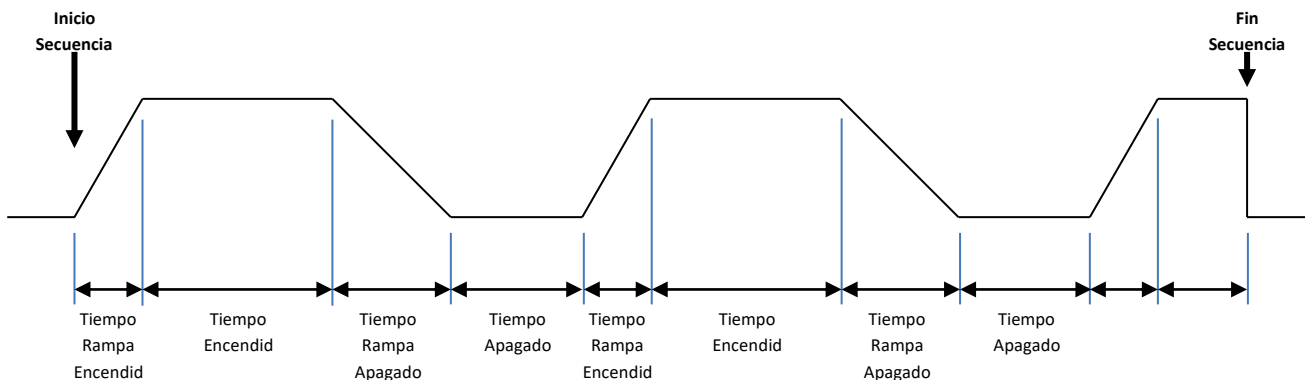 Inicio
Secuencia
Fin
Secuencia
Tiempo
Rampa
Encendid
Tiempo
Encendid
Tiempo
Rampa
Apagado
Tiempo
Apagado
Tiempo
Rampa
Encendid
Tiempo
Encendid
Tiempo
Rampa
Apagado
Tiempo
Apagado